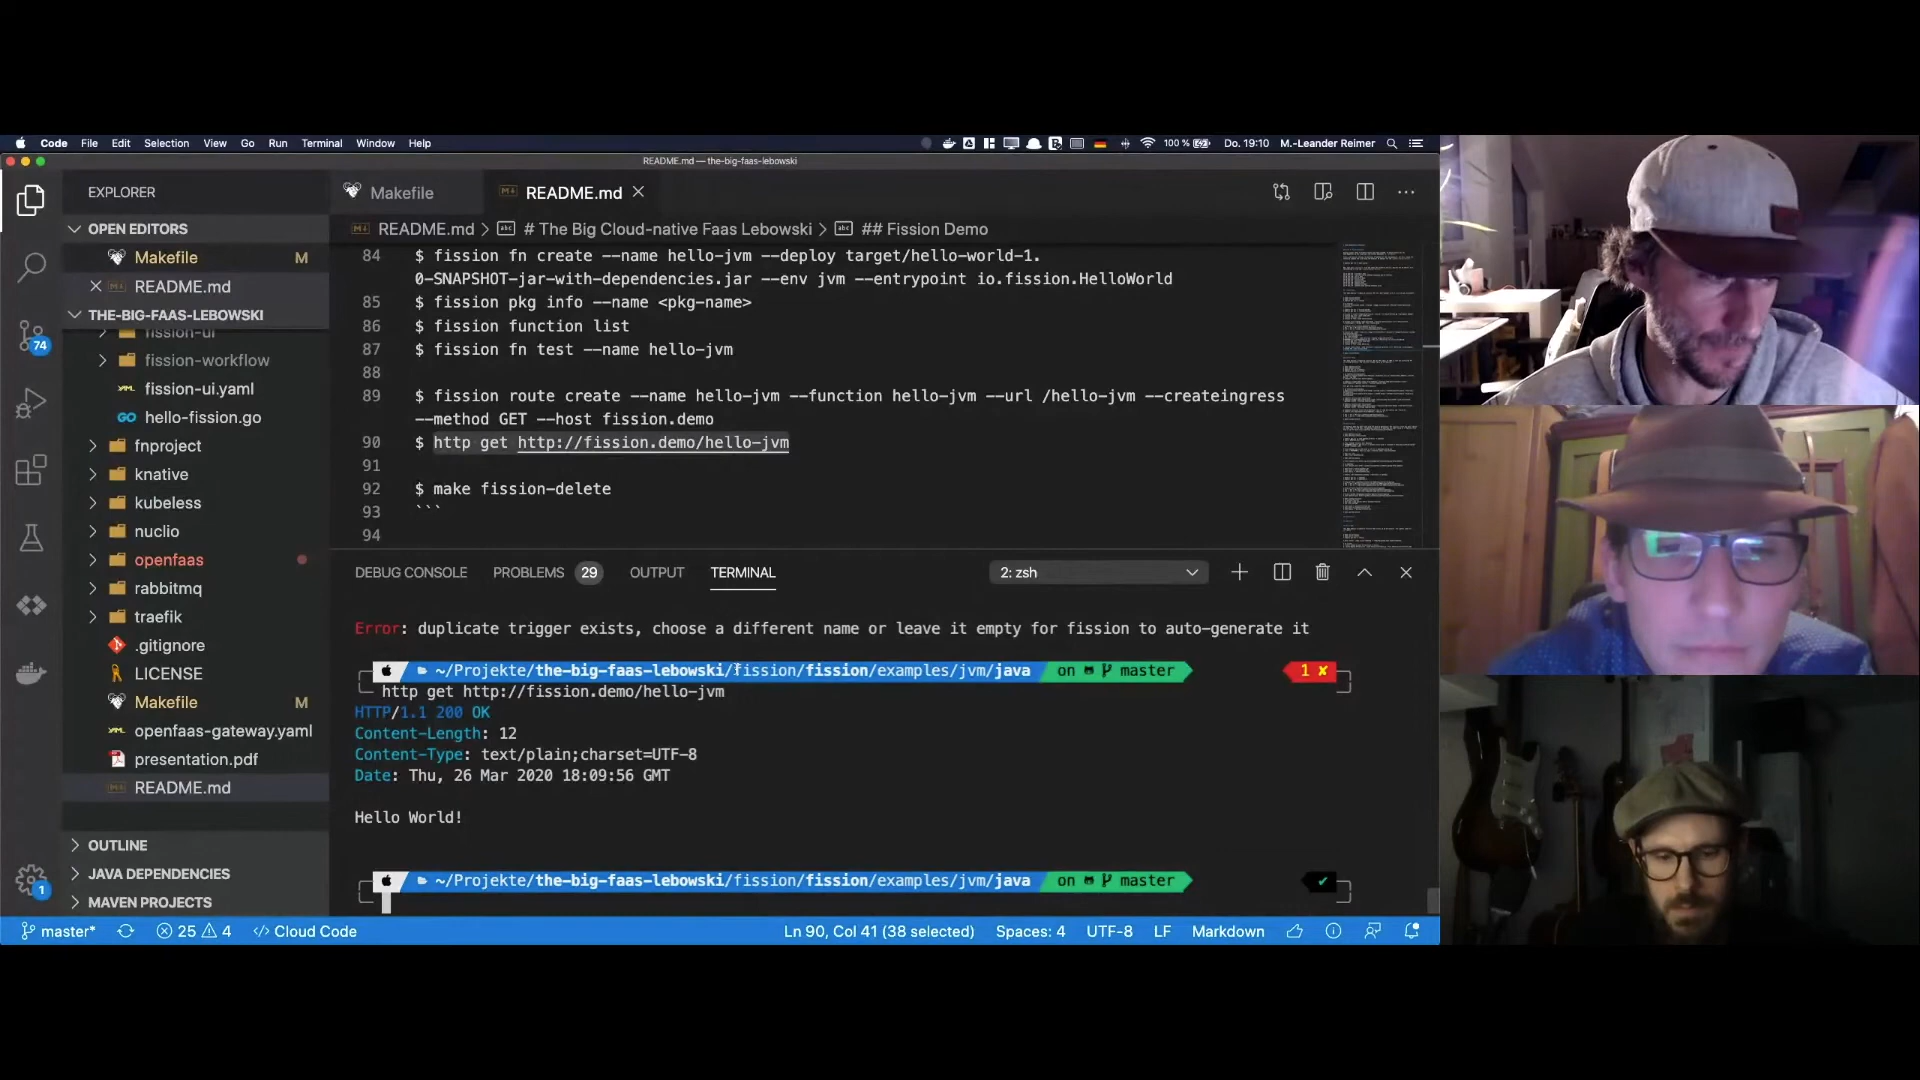 Code File Edit Selection View Go Run Terminal Window Help 100 % Do. 19:10 M.-Leander Reimer
README.md — the-big-faas-lebowski
EXPLORER
OPEN EDITORS
Makefile M
README.md
THE-BIG-FAAS-LEBOWSKI
fission-ui
fission-workflow
fission-ui.yaml
hello-fission.go
fnproject
knative
kubeless
nuclio
openfaas
rabbitmq
traefik
.gitignore
LICENSE
Makefile M
openfaas-gateway.yaml
presentation.pdf
README.md
OUTLINE
JAVA DEPENDENCIES
MAVEN PROJECTS
74
1
Makefile README.md
README.md > # The Big Cloud-native Faas Lebowski > ## Fission Demo
84 $ fission fn create --name hello-jvm --deploy target/hello-world-1.
0-SNAPSHOT-jar-with-dependencies.jar --env jvm --entrypoint io.fission.HelloWorld
85 $ fission pkg info --name <pkg-name>
86 $ fission function list
87 $ fission fn test --name hello-jvm
88
89 $ fission route create --name hello-jvm --function hello-jvm --url /hello-jvm --createingress
--method GET --host fission.demo
90 $ http get http://fission.demo/hello-jvm
91
92 $ make fission-delete
93 ```
94
DEBUG CONSOLE PROBLEMS 29 OUTPUT TERMINAL 2: zsh
Error: duplicate trigger exists, choose a different name or leave it empty for fission to auto-generate it
~/Projekte/the-big-faas-lebowski/fission/fission/examples/jvm/java on master 1 ✘
http get http://fission.demo/hello-jvm
HTTP/1.1 200 OK
Content-Length: 12
Content-Type: text/plain;charset=UTF-8
Date: Thu, 26 Mar 2020 18:09:56 GMT
Hello World!
~/Projekte/the-big-faas-lebowski/fission/fission/examples/jvm/java on master ✔
master* 25 4 Cloud Code Ln 90, Col 41 (38 selected) Spaces: 4 UTF-8 LF Markdown